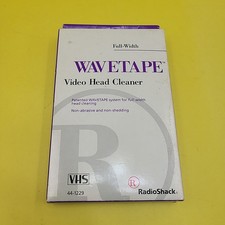 Full-Width
WAVETAPE™
Video Head Cleaner
Patented WAVETAPE system for full-width
head cleaning
Non-abrasive and non-shedding
R
VHS
R
44-1229
RadioShack